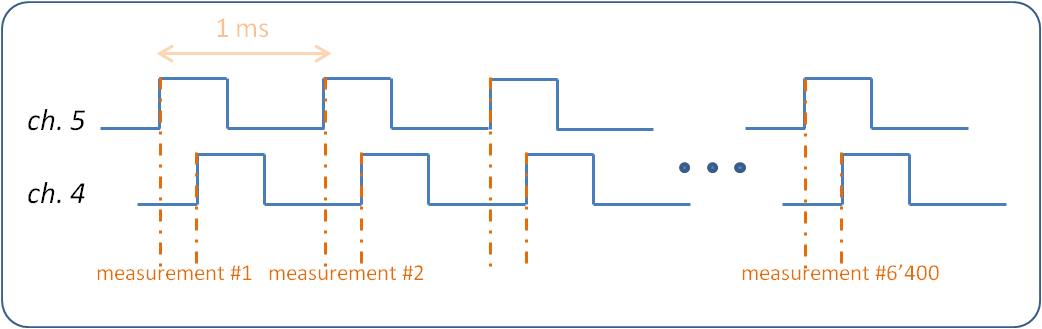 1 ms
ch. 5
ch. 4
measurement #1 measurement #2 measurement #6’400